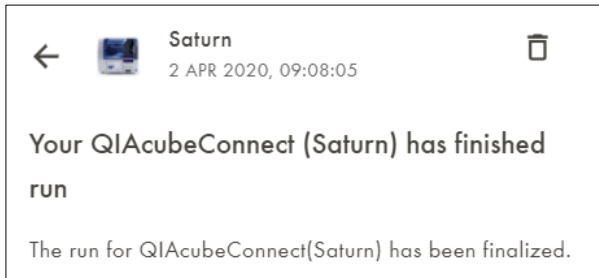 Saturn
2 APR 2020, 09:08:05
Your QIAcubeConnect (Saturn) has finished
run
The run for QIAcubeConnect(Saturn) has been finalized.